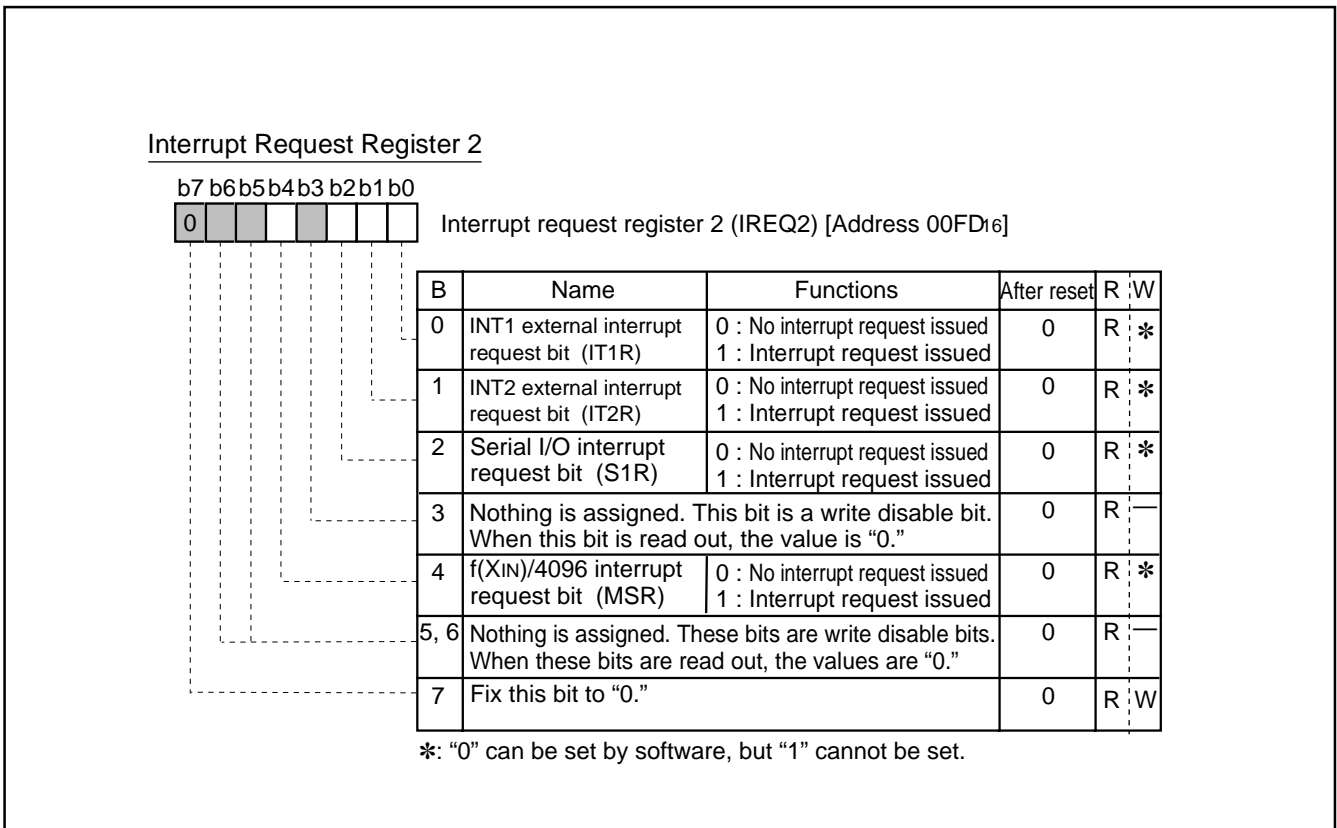 Interrupt Request Register 2
b7 b6 b5 b4 b3 b2 b1 b0
0
Interrupt request register 2 (IREQ2) [Address 00FD16]
B Name Functions After reset R W
0 INT1 external interrupt request bit (IT1R) 0 : No interrupt request issued 1 : Interrupt request issued 0 R ✻
1 INT2 external interrupt request bit (IT2R) 0 : No interrupt request issued 1 : Interrupt request issued 0 R ✻
2 Serial I/O interrupt request bit (S1R) 0 : No interrupt request issued 1 : Interrupt request issued 0 R ✻
3 Nothing is assigned. This bit is a write disable bit. When this bit is read out, the value is “0.” 0 R —
4 f(XIN)/4096 interrupt request bit (MSR) 0 : No interrupt request issued 1 : Interrupt request issued 0 R ✻
5, 6 Nothing is assigned. These bits are write disable bits. When these bits are read out, the values are “0.” 0 R —
7 Fix this bit to “0.” 0 R W
✻: “0” can be set by software, but “1” cannot be set.